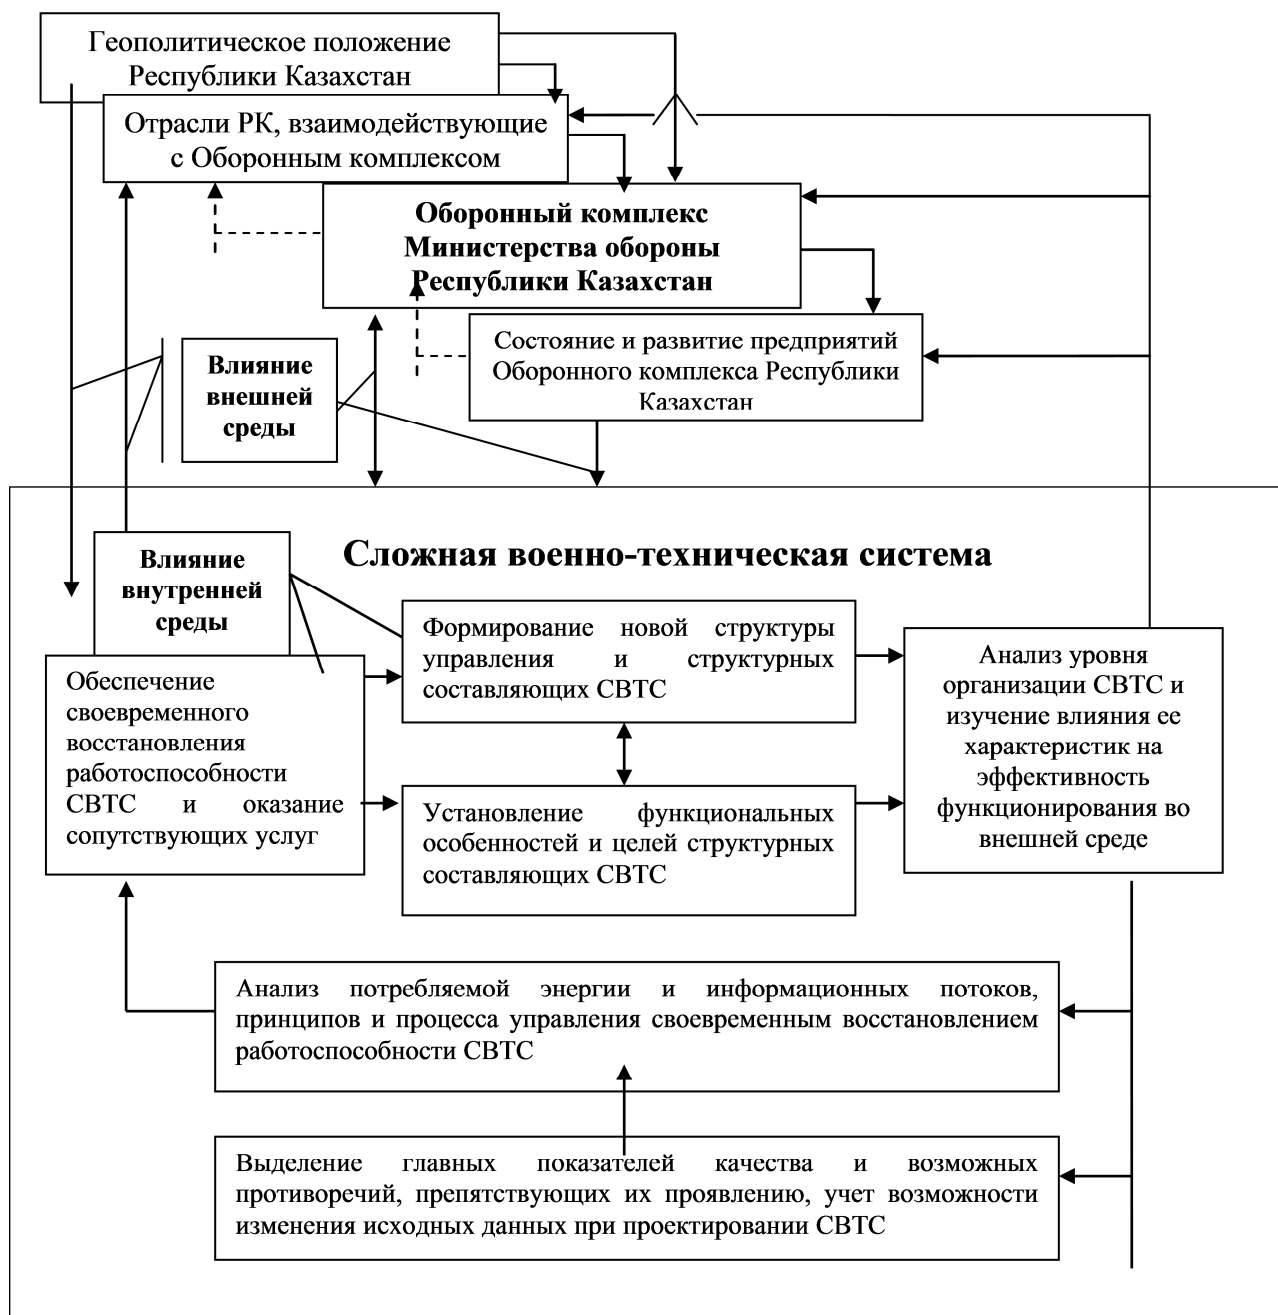 Геополитическое положение
Республики Казахстан
Отрасли РК, взаимодействующие
с Оборонным комплексом
Оборонный комплекс
Министерства обороны
Республики Казахстан
Состояние и развитие предприятий
Оборонного комплекса Республики
Казахстан
Влияние
внешней
среды
Сложная военно-техническая система
Влияние
внутренней
среды
Обеспечение
своевременного
восстановления
работоспособности
СВТС и оказание
сопутствующих услуг
Формирование новой структуры
управления и структурных
составляющих СВТС
Установление функциональных
особенностей и целей структурных
составляющих СВТС
Анализ уровня
организации СВТС и
изучение влияния ее
характеристик на
эффективность
функционирования во
внешней среде
Анализ потребляемой энергии и информационных потоков,
принципов и процесса управления своевременным восстановлением
работоспособности СВТС
Выделение главных показателей качества и возможных
противоречий, препятствующих их проявлению, учет возможности
изменения исходных данных при проектировании СВТС